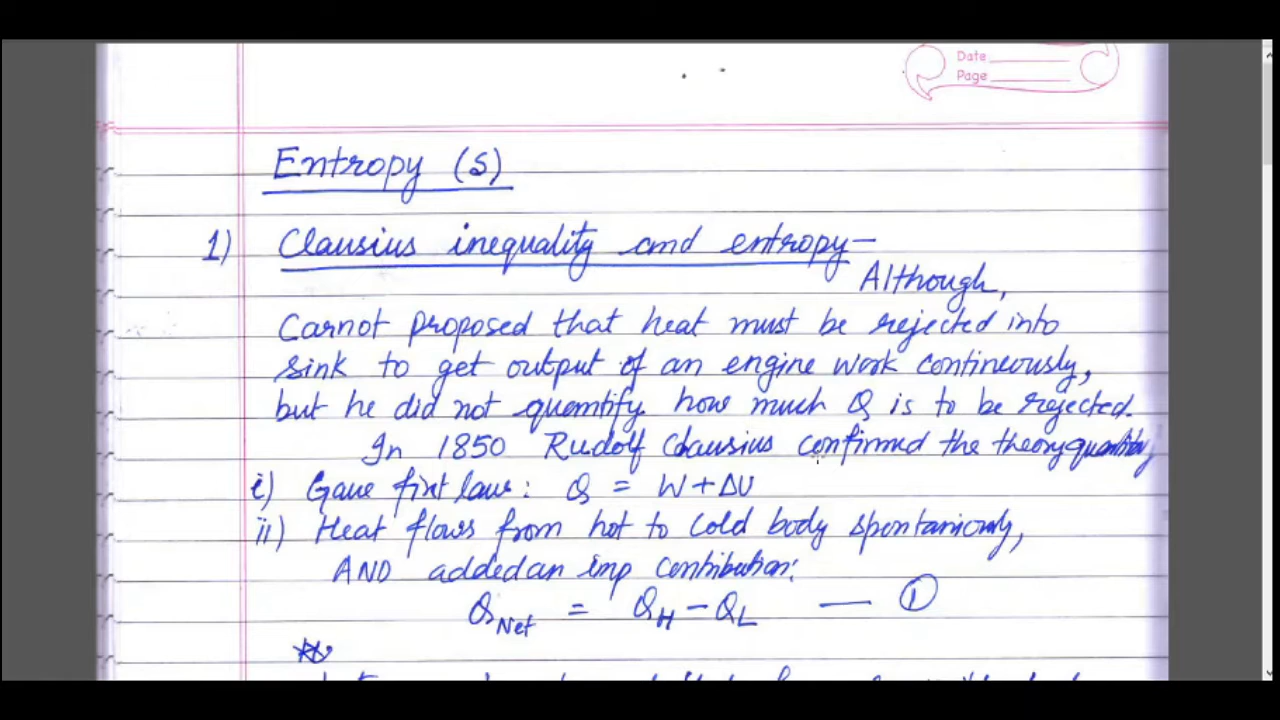 Date
Page
Entropy (S)
1) Clausius inequality and entropy—
Although,
Carnot proposed that heat must be rejected into
sink to get output of an engine work contineously,
but he did not quantify how much Q is to be rejected.
In 1850 Rudolf Clausius confirmed the theory
i) Gave first law: Q = W + ΔU
ii) Heat flows from hot to cold body
AND added an imp contribution:
Q_Net = Q_H - Q_L — ①